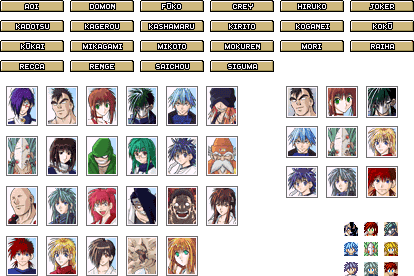 AOI DOMON FŪKO GREY HIRUKO JOKER
KADOTSU KAGEROU KASHAMARU KIRITO KOGANEI KOKŪ
KŪKAI MIKAGAMI MIKOTO MOKUREN MORI RAIHA
RECCA RENGE SAICHOU SIGUMA